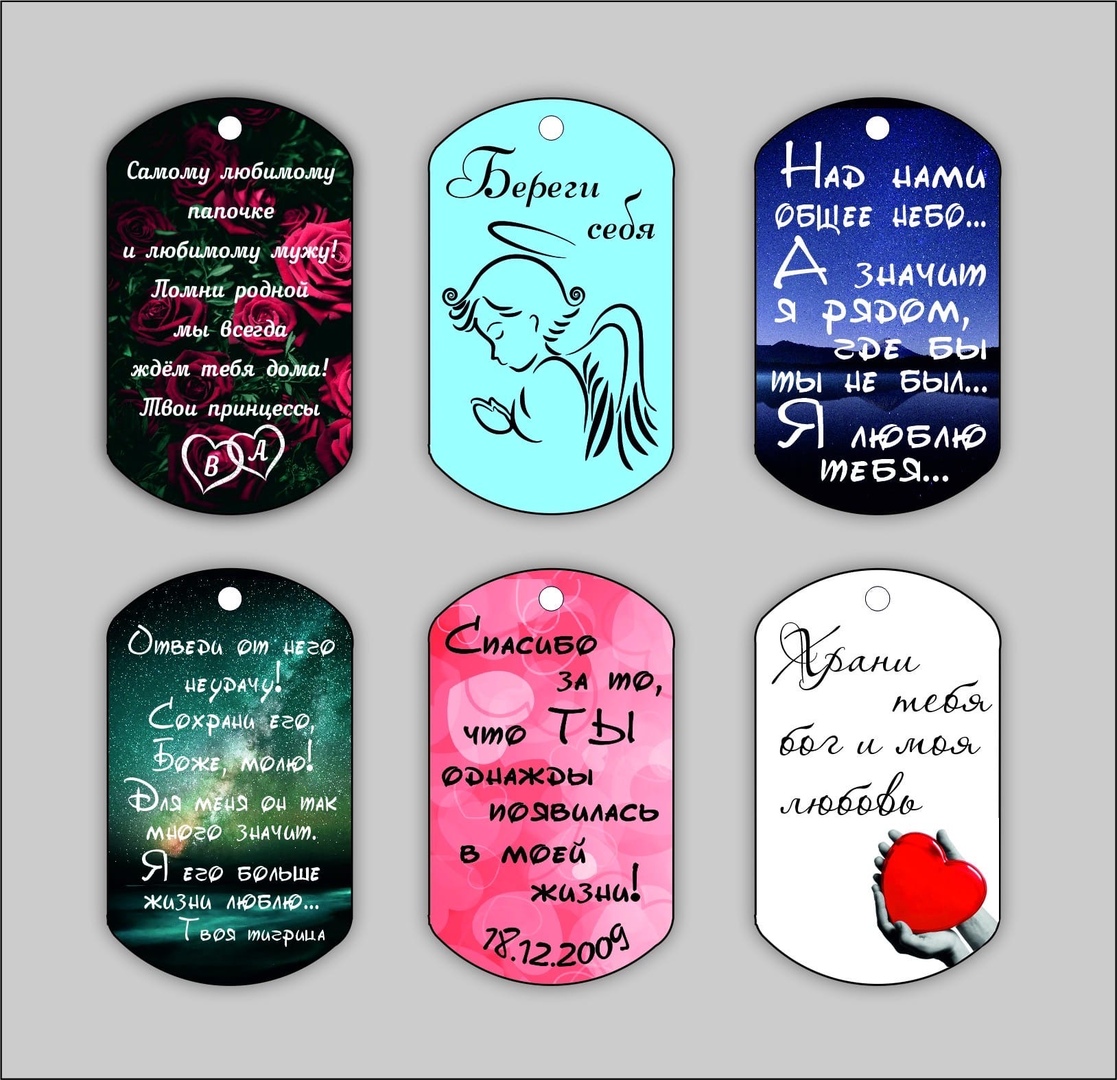 Самому любимому
папочке
и любимому мужу!
Помни родной
мы всегда
ждём тебя дома!
Твои принцессы
В А
Береги
себя
Над нами
общее небо...
А значит
я рядом,
где бы
ты не был...
Я люблю
тебя...
Отведи от него
неудачу!
Сохрани его,
Боже, молю!
Для меня он так
много значит.
Я его больше
жизни люблю...
Твоя тигрица
Спасибо
за то,
что ТЫ
однажды
появилась
в моей
жизни!
18.12.2009
Храни
тебя
бог и моя
любовь